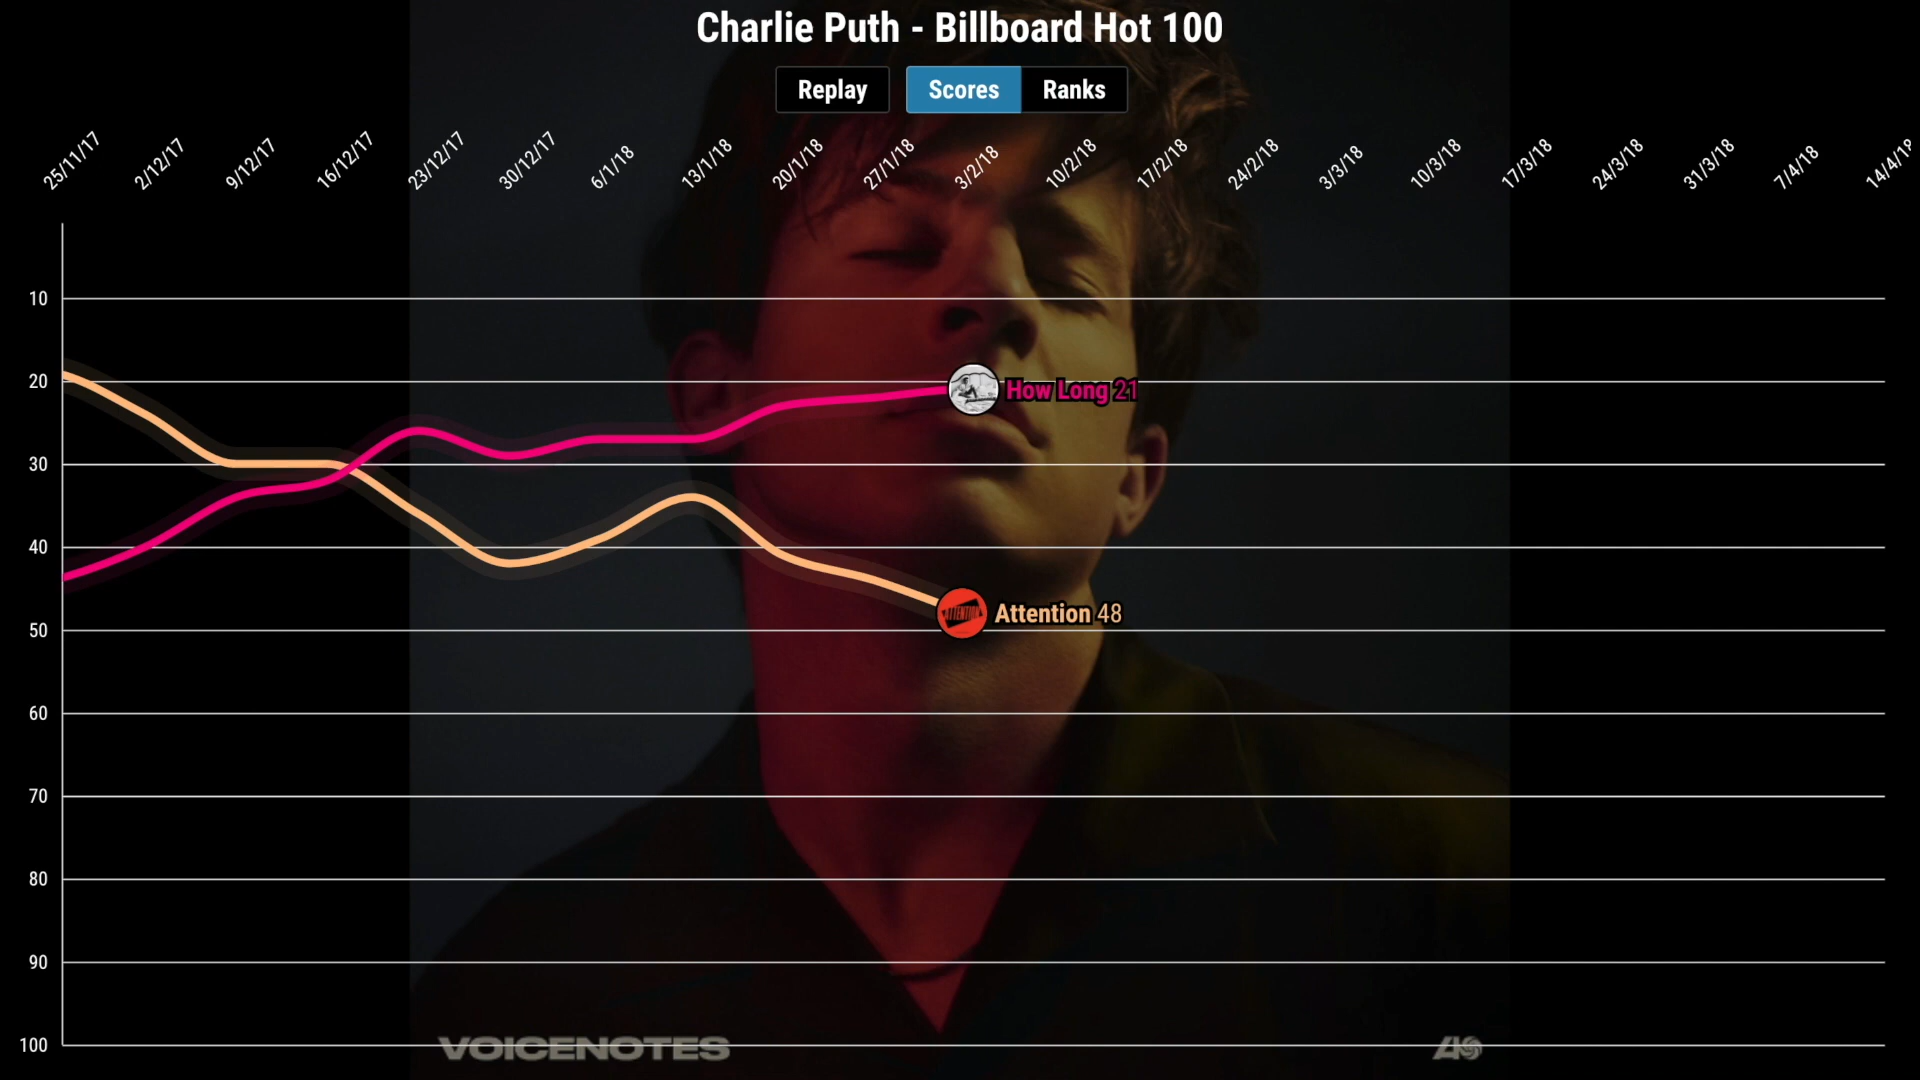 Charlie Puth - Billboard Hot 100
Replay Scores Ranks
25/11/17 2/12/17 9/12/17 16/12/17 23/12/17 30/12/17 6/1/18 13/1/18 20/1/18 27/1/18 3/2/18 10/2/18 17/2/18 24/2/18 3/3/18 10/3/18 17/3/18 24/3/18 31/3/18 7/4/18 14/4/1
10
20
How Long 21
30
40
ATTENTION
Attention 48
50
60
70
80
90
100
VOICENOTES